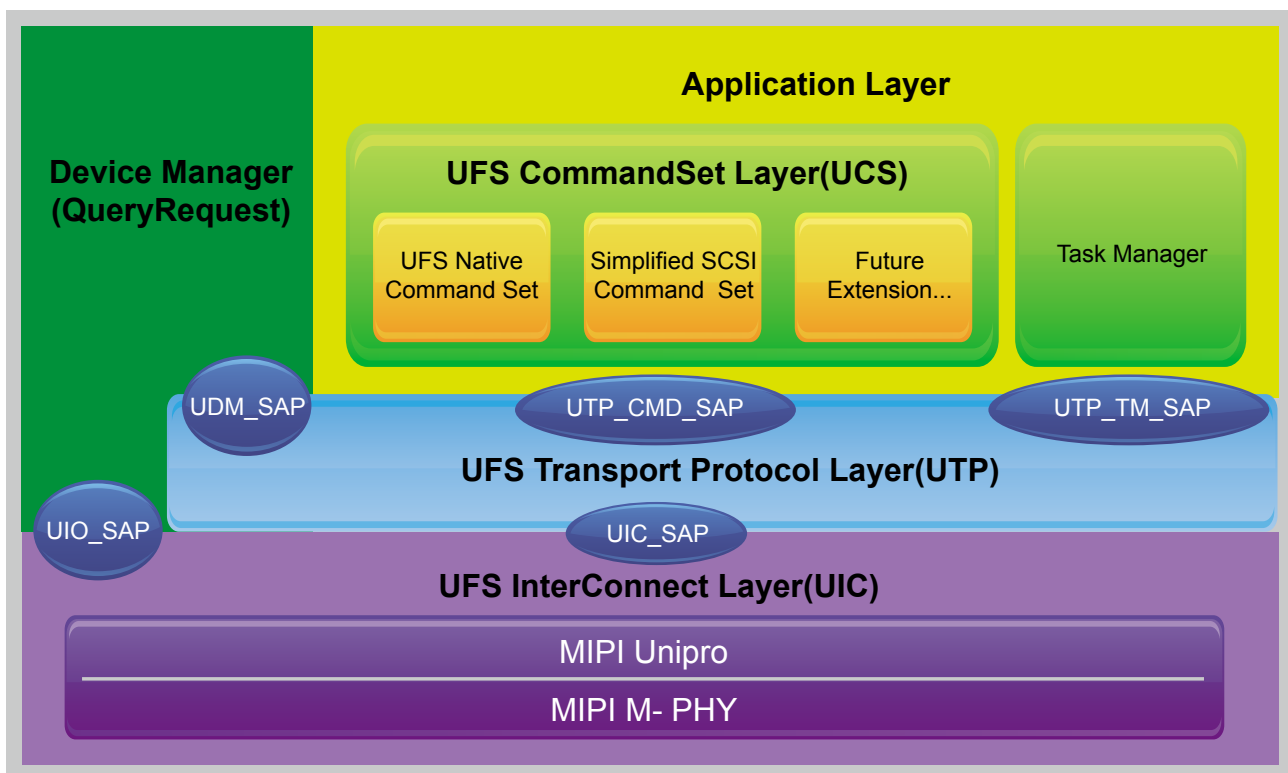 Application Layer
Device Manager
(QueryRequest)
UFS CommandSet Layer(UCS)
UFS Native
Command Set
Simplified SCSI
Command Set
Future
Extension...
Task Manager
UDM_SAP
UTP_CMD_SAP
UTP_TM_SAP
UFS Transport Protocol Layer(UTP)
UIO_SAP
UIC_SAP
UFS InterConnect Layer(UIC)
MIPI Unipro
MIPI M- PHY